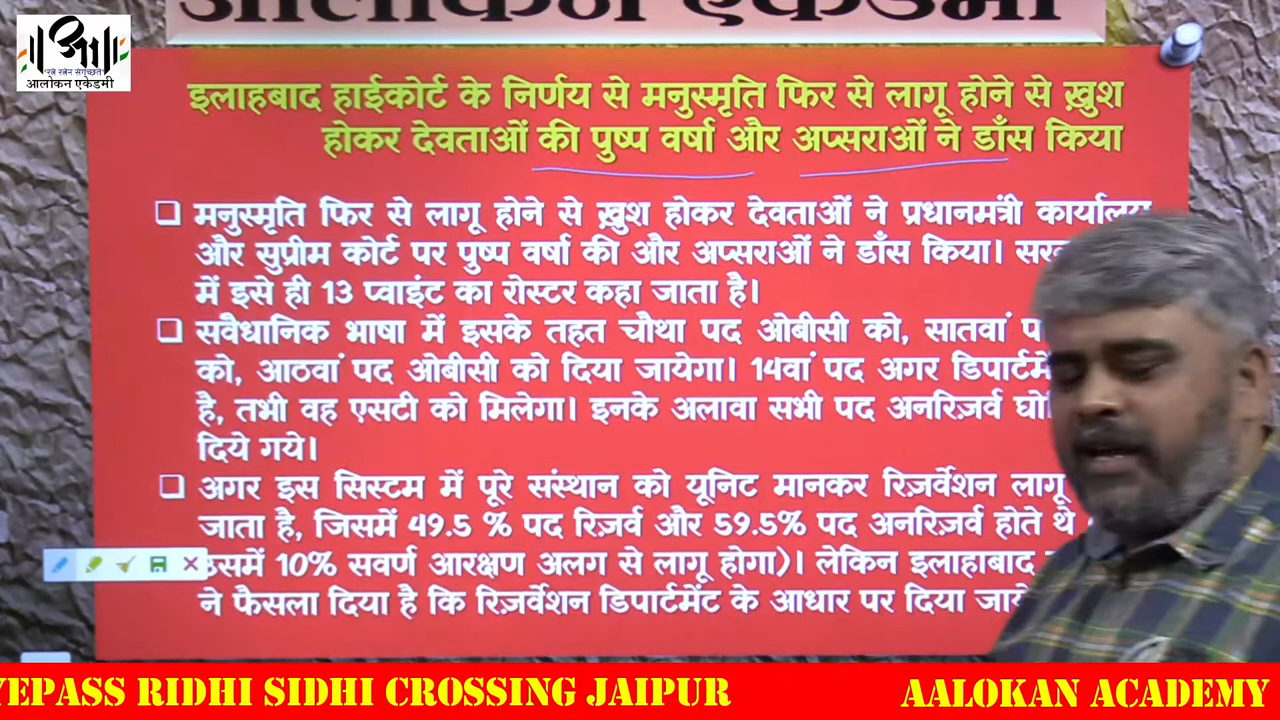 आलोकन एकेडमी
आलोकन एकेडमी
इलाहबाद हाईकोर्ट के निर्णय से मनुस्मृति फिर से लागू होने से ख़ुश
होकर देवताओं की पुष्प वर्षा और अप्सराओं ने डाँस किया
मनुस्मृति फिर से लागू होने से ख़ुश होकर देवताओं ने प्रधानमंत्री कार्यालय
और सुप्रीम कोर्ट पर पुष्प वर्षा की और अप्सराओं ने डाँस किया।
में इसे ही 13 प्वाइंट का रोस्टर कहा जाता है।
सवैधानिक भाषा में इसके तहत चौथा पद ओबीसी को, सातवां
को, आठवां पद ओबीसी को दिया जायेगा। 14वां पद अगर
है, तभी वह एसटी को मिलेगा। इनके अलावा सभी पद अनरिज़र्व
दिये गये।
अगर इस सिस्टम में पूरे संस्थान को यूनिट मानकर रिज़र्वेशन लागू
जाता है, जिसमें 49.5 % पद रिज़र्व और 59.5% पद अनरिज़र्व होते थे
उसमें 10% सवर्ण आरक्षण अलग से लागू होगा)। लेकिन इलाहाबाद
ने फैसला दिया है कि रिज़र्वेशन डिपार्टमेंट के आधार पर दिया
YEPASS RIDHI SIDHI CROSSING JAIPUR AALOKAN ACADEMY